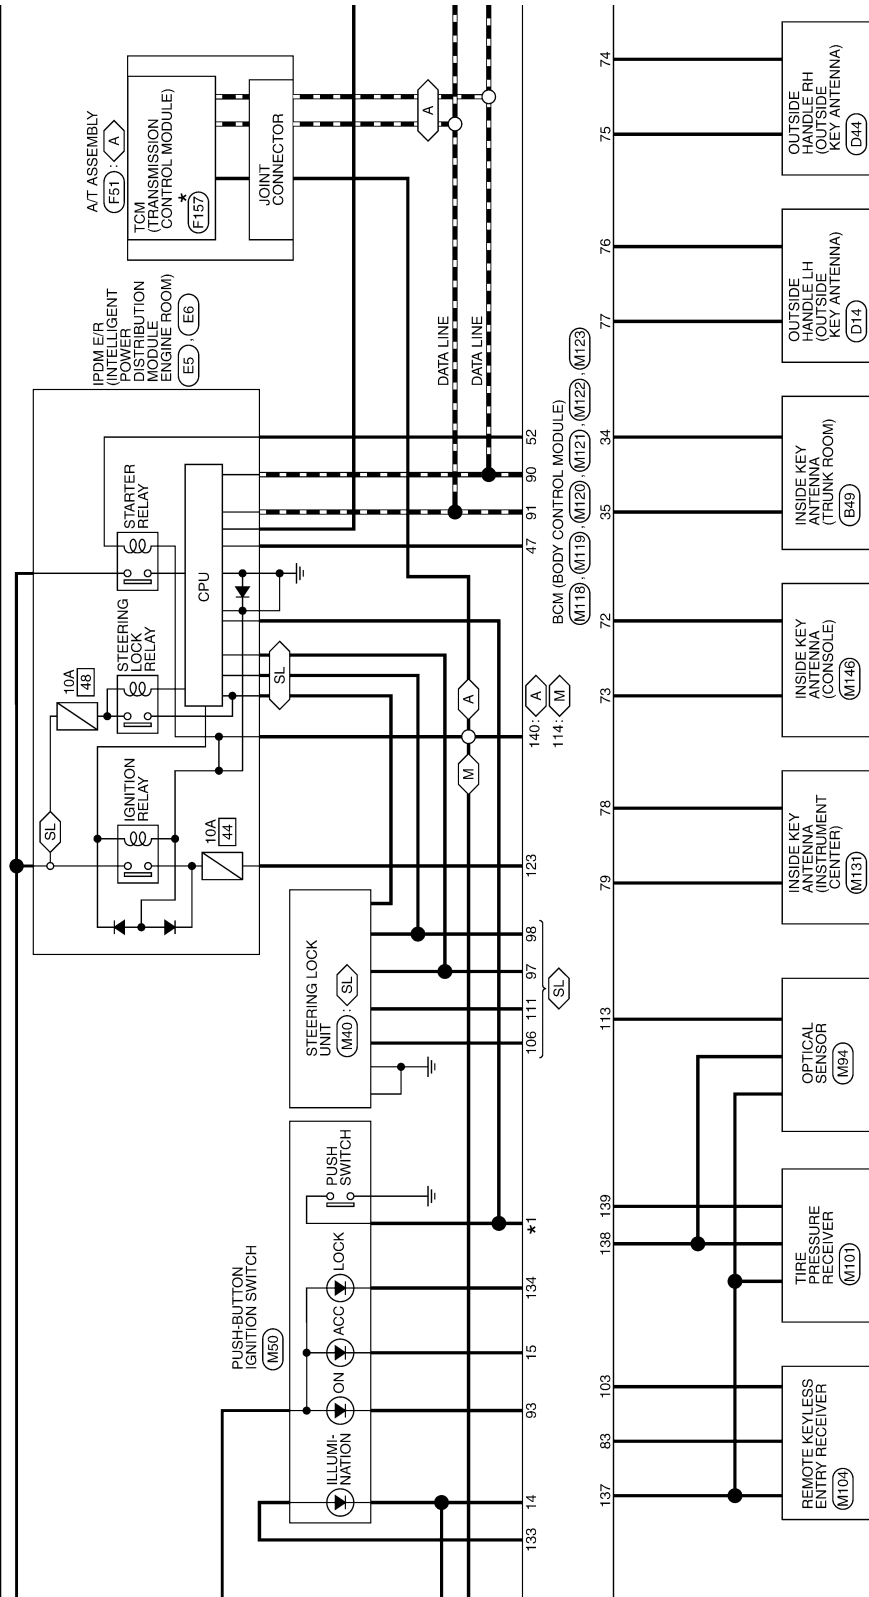 A/T ASSEMBLY
F51 : A
TCM
(TRANSMISSION
CONTROL MODULE)
*
F157
JOINT
CONNECTOR
A
IPDM E/R
(INTELLIGENT
POWER
DISTRIBUTION
MODULE
ENGINE ROOM)
E5 , E6
DATA LINE
DATA LINE
STARTER
RELAY
CPU
STEERING
LOCK
RELAY
10A
48
SL
IGNITION
RELAY
10A
44
SL
A
M
STEERING LOCK
UNIT
M40 : SL
PUSH-BUTTON
IGNITION SWITCH
M50
PUSH
SWITCH
LOCK
ACC
ON
ILLUMI-
NATION
BCM (BODY CONTROL MODULE)
M118 , M119 , M120 , M121 , M122 , M123
52
90
91
47
140: A
114: M
123
98
97
111
106
SL
*1
134
15
93
14
133
74
75
76
77
34
35
72
73
78
79
113
139
138
103
83
137
OUTSIDE
HANDLE RH
(OUTSIDE
KEY ANTENNA)
D44
OUTSIDE
HANDLE LH
(OUTSIDE
KEY ANTENNA)
D14
INSIDE KEY
ANTENNA
(TRUNK ROOM)
B49
INSIDE KEY
ANTENNA
(CONSOLE)
M146
INSIDE KEY
ANTENNA
(INSTRUMENT
CENTER)
M131
OPTICAL
SENSOR
M94
TIRE
PRESSURE
RECEIVER
M101
REMOTE KEYLESS
ENTRY RECEIVER
M104